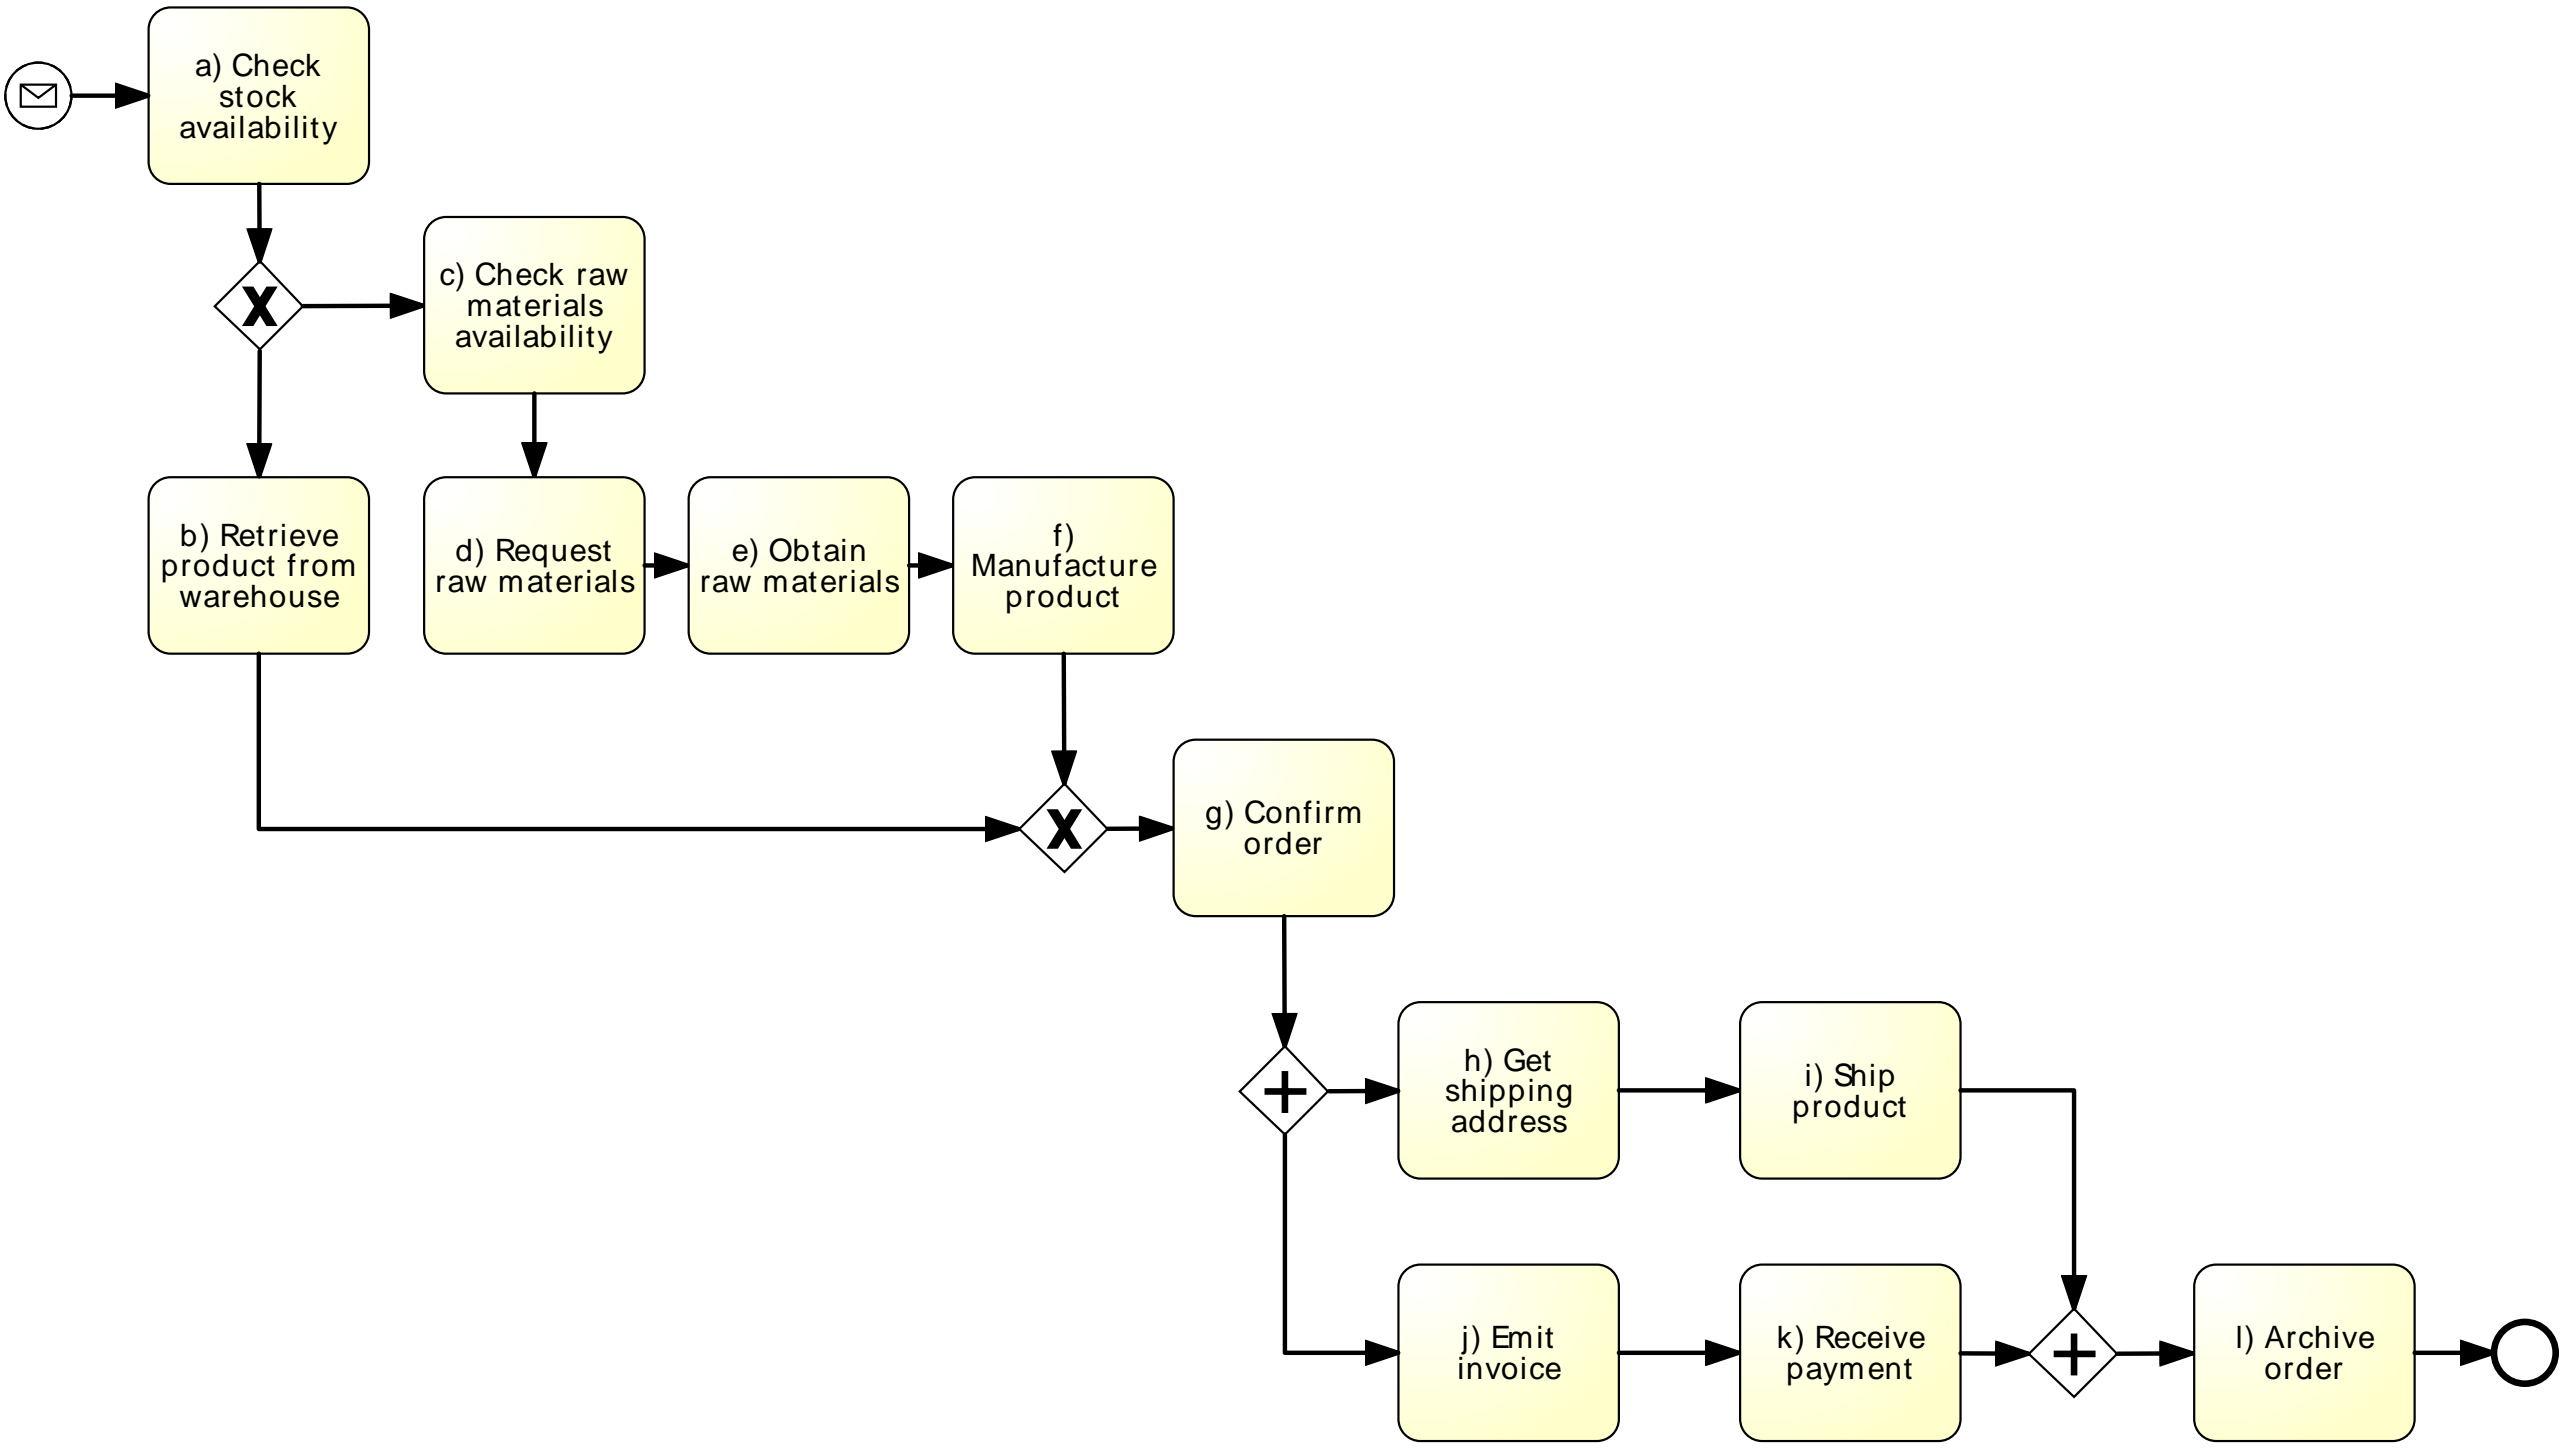 a) Check
stock
availability
c) Check raw
materials
availability
b) Retrieve
product from
warehouse
d) Request
raw materials
e) Obtain
raw materials
f)
Manufacture
product
g) Confirm
order
h) Get
shipping
address
i) Ship
product
j) Emit
invoice
k) Receive
payment
l) Archive
order